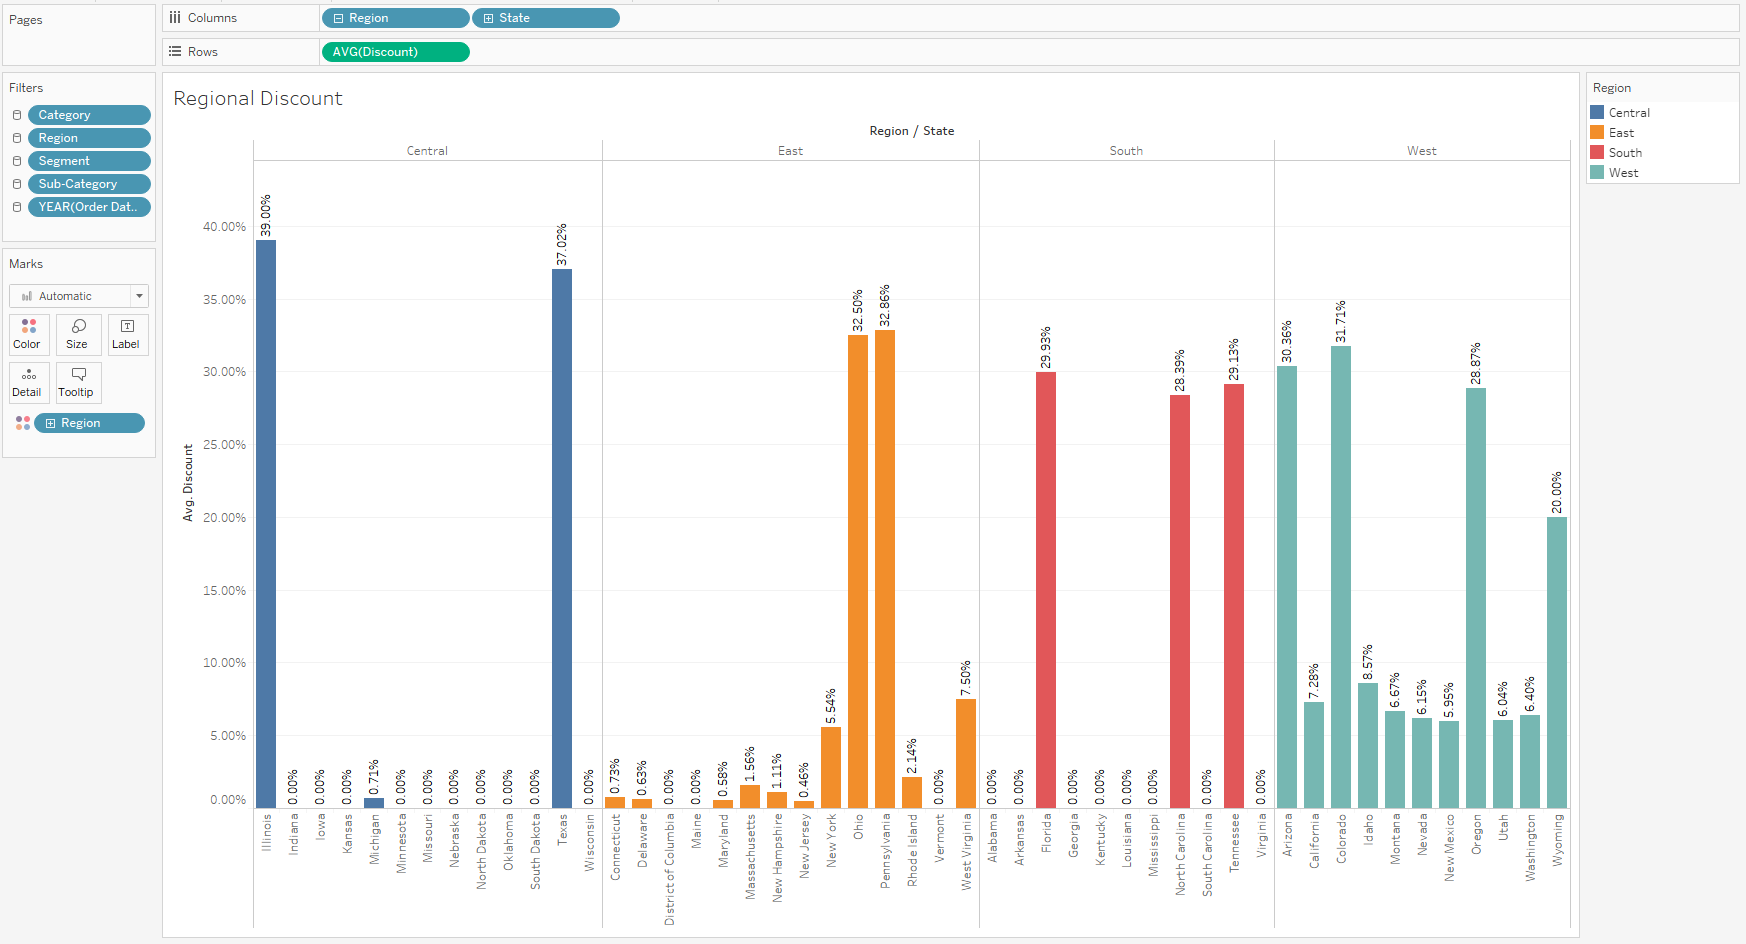 Pages
Columns
Region
State
Rows
AVG(Discount)
Filters
Category
Region
Segment
Sub-Category
YEAR(Order Dat..
Marks
Automatic
Color
Size
Label
Detail
Tooltip
Region
Regional Discount
Region / State
Central
East
South
West
Avg. Discount
40.00%
35.00%
30.00%
25.00%
20.00%
15.00%
10.00%
5.00%
0.00%
39.00%
0.00%
0.00%
0.00%
0.71%
0.00%
0.00%
0.00%
0.00%
0.00%
0.00%
37.02%
0.00%
0.73%
0.63%
0.00%
0.00%
0.58%
1.56%
1.11%
0.46%
5.54%
32.50%
32.86%
2.14%
0.00%
7.50%
0.00%
0.00%
29.93%
0.00%
0.00%
0.00%
0.00%
28.39%
0.00%
29.13%
0.00%
30.36%
7.28%
31.71%
8.57%
6.67%
6.15%
5.95%
28.87%
6.04%
6.40%
20.00%
Illinois
Indiana
Iowa
Kansas
Michigan
Minnesota
Missouri
Nebraska
North Dakota
Oklahoma
South Dakota
Texas
Wisconsin
Connecticut
Delaware
District of Columbia
Maine
Maryland
Massachusetts
New Hampshire
New Jersey
New York
Ohio
Pennsylvania
Rhode Island
Vermont
West Virginia
Alabama
Arkansas
Florida
Georgia
Kentucky
Louisiana
Mississippi
North Carolina
South Carolina
Tennessee
Virginia
Arizona
California
Colorado
Idaho
Montana
Nevada
New Mexico
Oregon
Utah
Washington
Wyoming
Region
Central
East
South
West